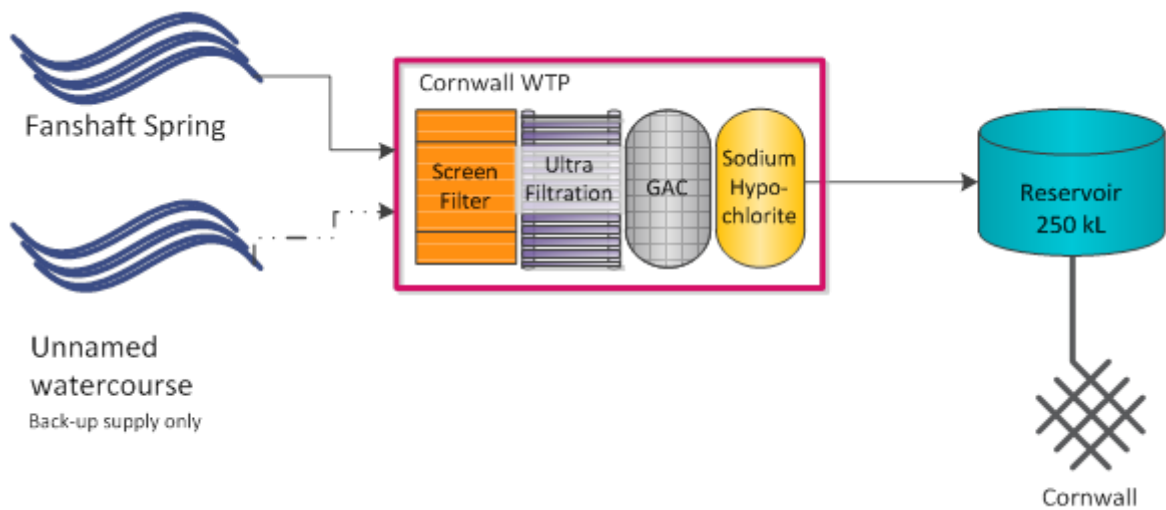 Fanshaft Spring
Unnamed
watercourse
Back-up supply only
Cornwall WTP
Screen
Filter
Ultra
Filtration
GAC
Sodium
Hypo-
chlorite
Reservoir
250 kL
Cornwall